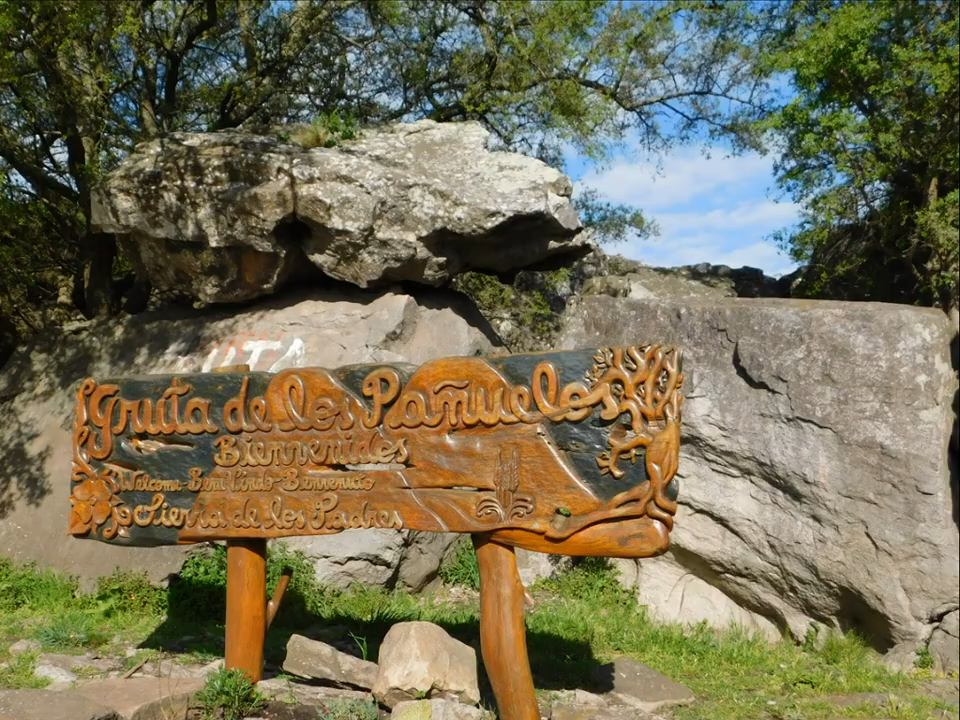 Gruta de los Pañuelos
Bienvenidos
Welcome-Bem Vindo-Benvenuto
Sierra de los Padres